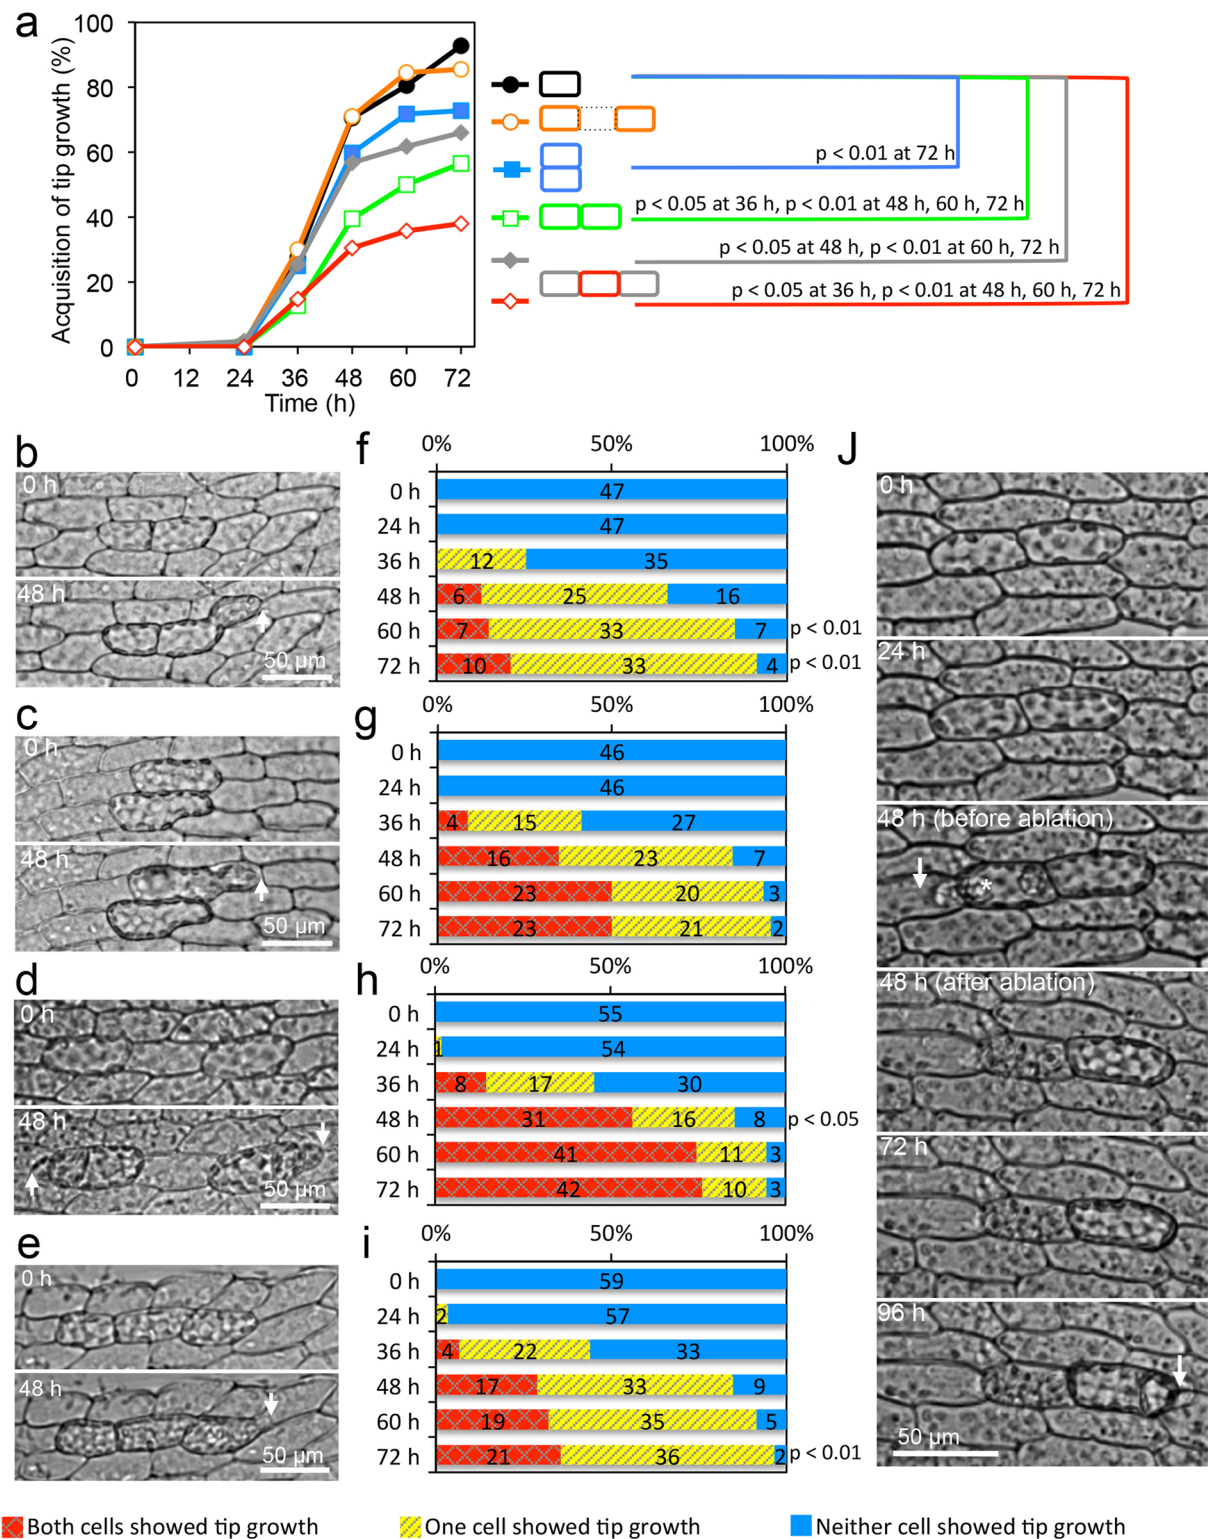 a
Acquisition of tip growth (%)
100
80
60
40
20
0
0 12 24 36 48 60 72
Time (h)
p < 0.01 at 72 h
p < 0.05 at 36 h, p < 0.01 at 48 h, 60 h, 72 h
p < 0.05 at 48 h, p < 0.01 at 60 h, 72 h
p < 0.05 at 36 h, p < 0.01 at 48 h, 60 h, 72 h
b
0 h
48 h
50 µm
c
0 h
48 h
50 µm
d
0 h
48 h
50 µm
e
0 h
48 h
50 µm
f
0% 50% 100%
0 h 47
24 h 47
36 h 12 35
48 h 6 25 16
60 h 7 33 7 p < 0.01
72 h 10 33 4 p < 0.01
g
0% 50% 100%
0 h 46
24 h 46
36 h 4 15 27
48 h 16 23 7
60 h 23 20 3
72 h 23 21 2
h
0% 50% 100%
0 h 55
24 h 1 54
36 h 8 17 30
48 h 31 16 8 p < 0.05
60 h 41 11 3
72 h 42 10 3
i
0% 50% 100%
0 h 59
24 h 2 57
36 h 4 22 33
48 h 17 33 9
60 h 19 35 5
72 h 21 36 2 p < 0.01
J
0 h
24 h
48 h (before ablation)
*
48 h (after ablation)
72 h
96 h
50 µm
Both cells showed tip growth
One cell showed tip growth
Neither cell showed tip growth